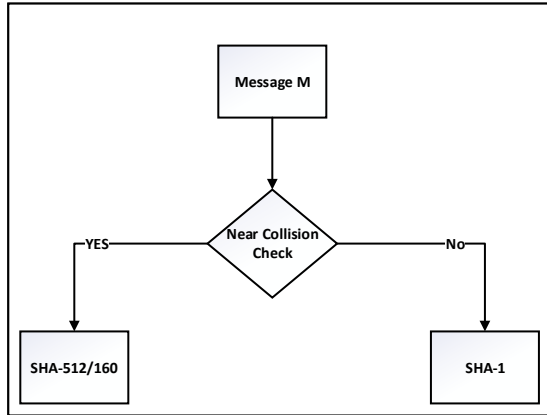 Message M
Near Collision
Check
YES
No
SHA-512/160
SHA-1